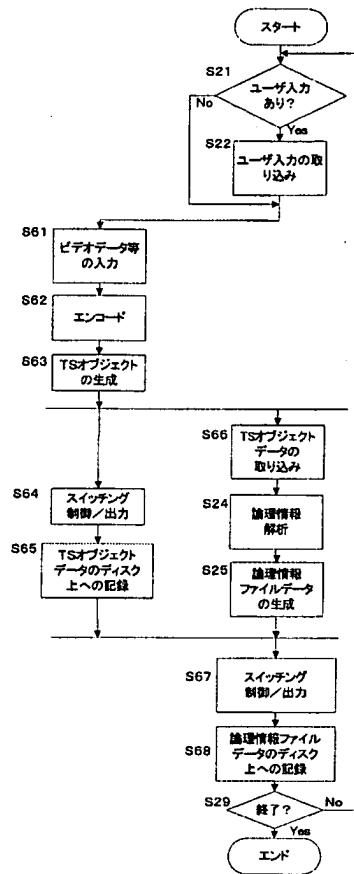 スタート
S21
ユーザ入力
あり?
No
Yes
S22
ユーザ入力の取
り込み
S61
ビデオデータ等
の入力
S62
エンコード
S63
TSオブジェクト
の生成
S66
TSオブジェクト
データの
取り込み
S64
スイッチング
制御/出力
S24
論理情報
解析
S65
TSオブジェクト
データのディスク
上への記録
S25
論理情報
ファイルデータ
の生成
S67
スイッチング
制御/出力
S68
論理情報ファイル
データのディスク
上への記録
S29
終了?
No
Yes
エンド